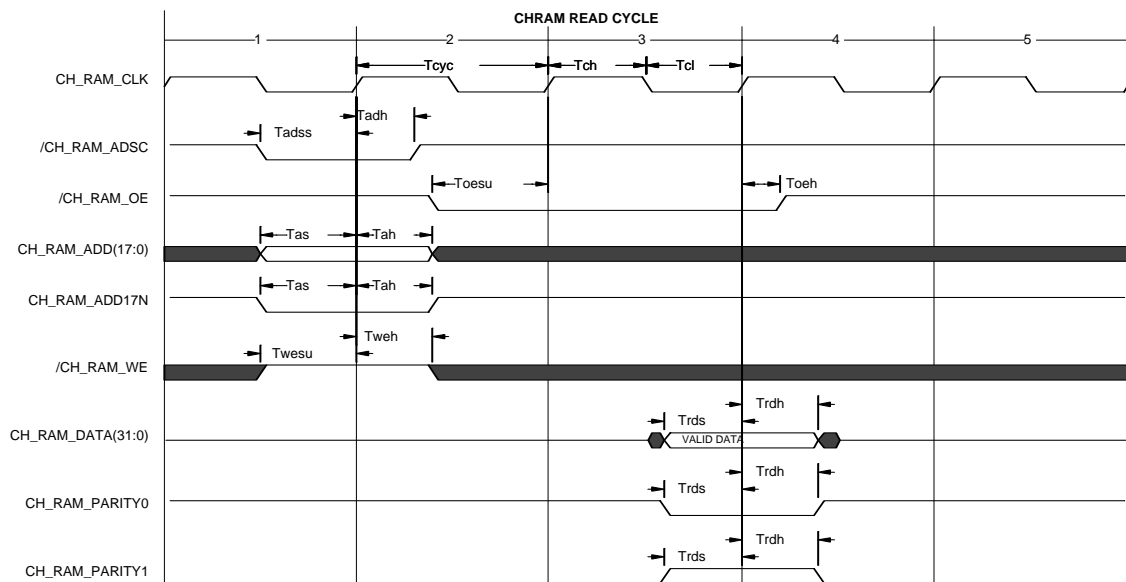 CHRAM READ CYCLE
1 2 3 4 5
CH_RAM_CLK Tcyc Tch Tcl
Tadh
/CH_RAM_ADSC Tadss
/CH_RAM_OE Toesu Toeh
CH_RAM_ADD(17:0) Tas Tah
CH_RAM_ADD17N Tas Tah
Tweh
/CH_RAM_WE Twesu
Trdh
CH_RAM_DATA(31:0) Trds
VALID DATA
Trdh
CH_RAM_PARITY0 Trds
Trdh
CH_RAM_PARITY1 Trds